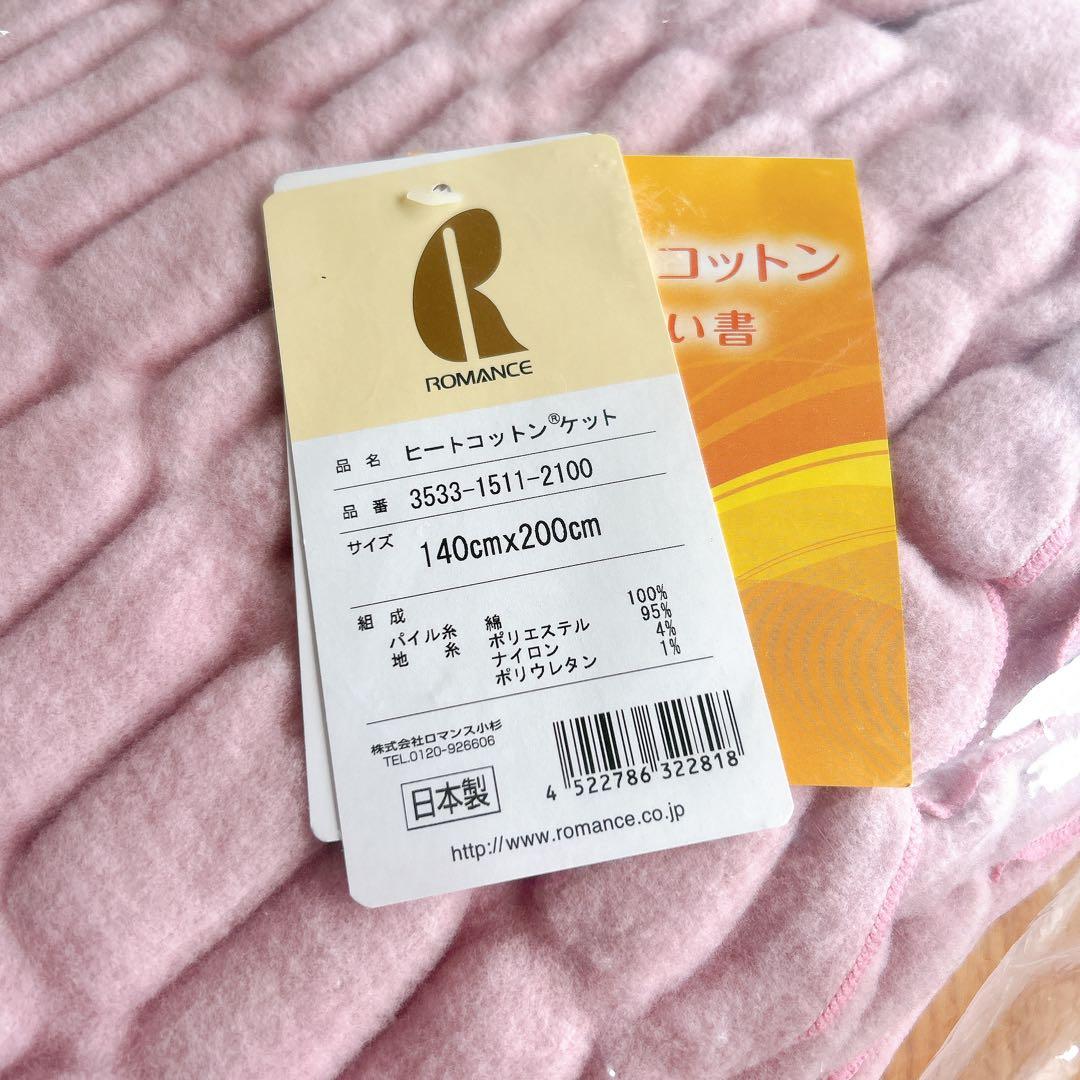 ROMANCE
品名 ヒートコットン®ケット
品番 3533-1511-2100
サイズ 140cmx200cm
組成
パイル糸 綿 100%
地糸 ポリエステル 95%
ナイロン 4%
ポリウレタン 1%
株式会社ロマンス小杉
TEL.0120-926606
日本製
4 522786 322818
http://www.romance.co.jp
コットン
い書